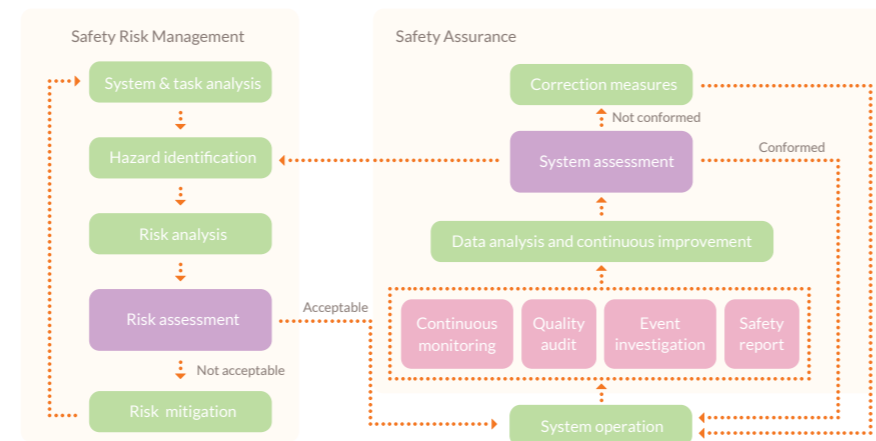 Safety Risk Management
System & task analysis
Hazard identification
Risk analysis
Risk assessment
Not acceptable
Risk mitigation
Acceptable
Safety Assurance
Correction measures
Not conformed
System assessment
Conformed
Data analysis and continuous improvement
Continuous
monitoring
Quality
audit
Event
investigation
Safety
report
System operation